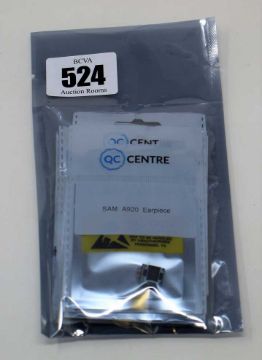 BCVA
524
Auction Rooms
QC CENT
QC CENTRE
SAM A920 Earpiece